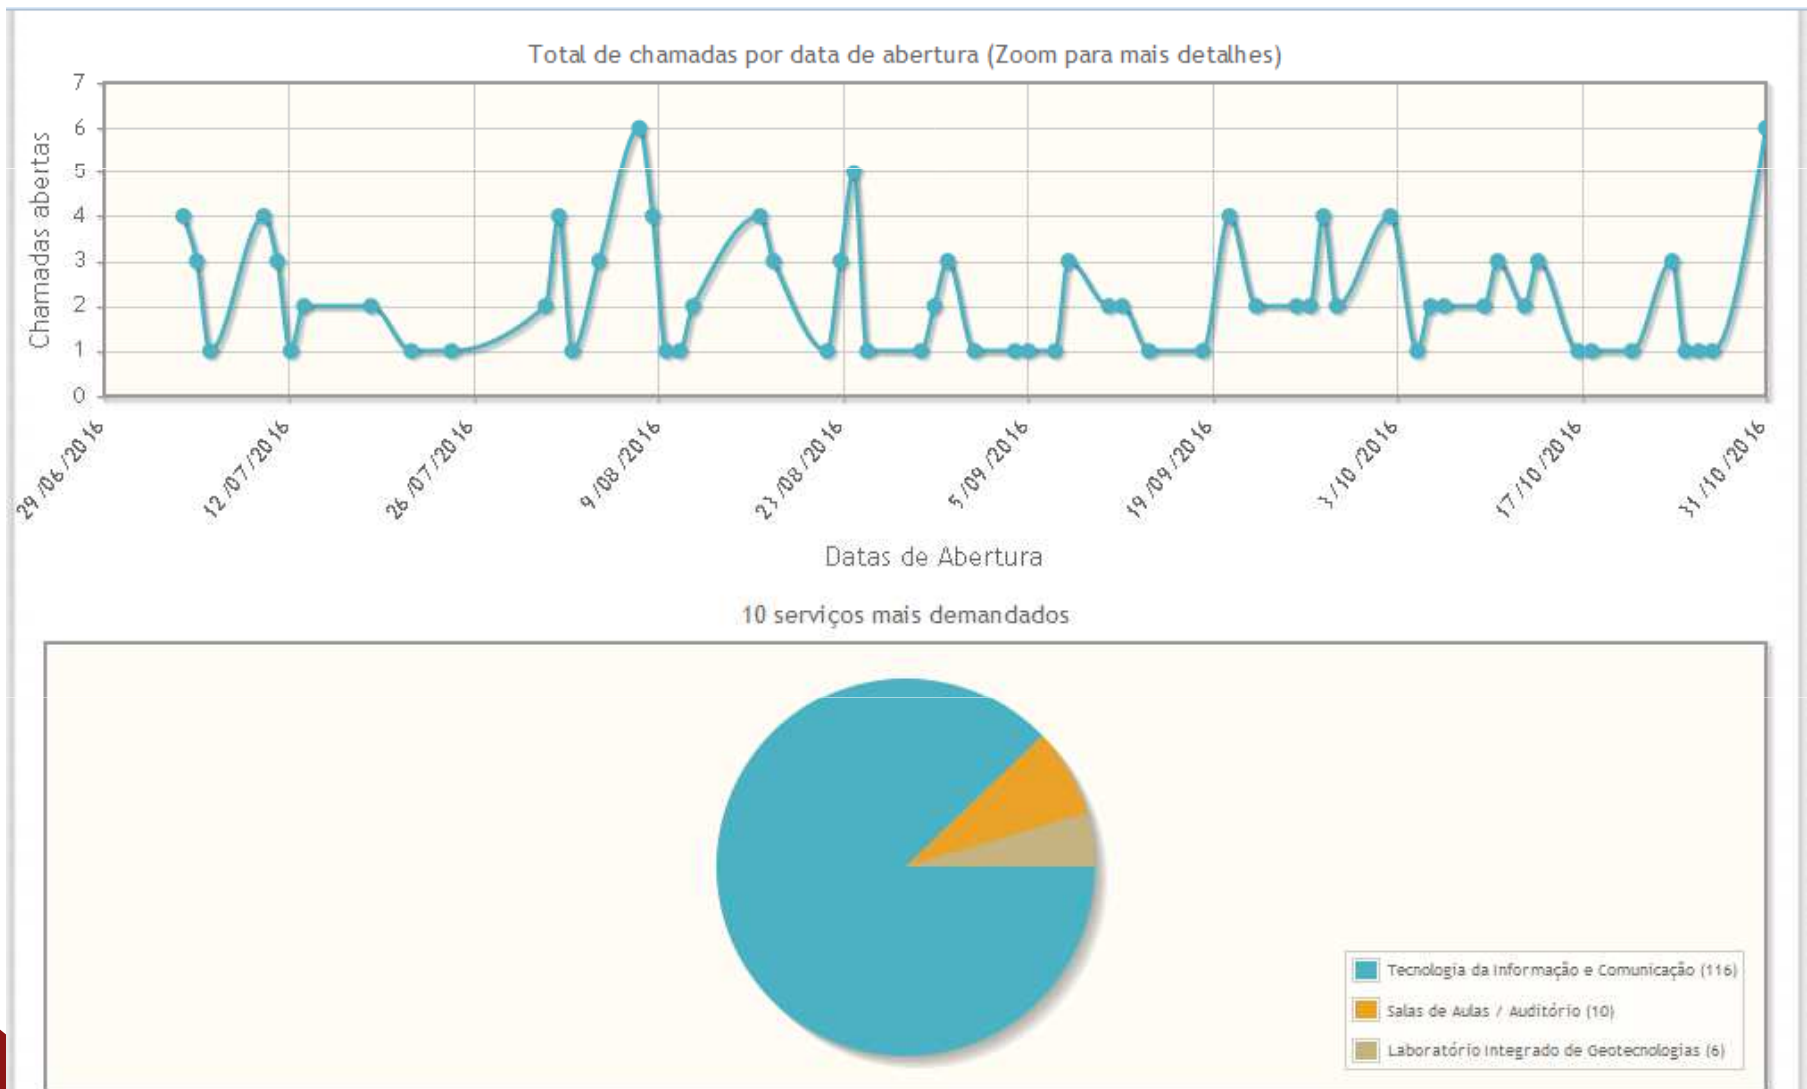 Total de chamadas por data de abertura (Zoom para mais detalhes)
7
6
5
4
3
2
1
0
Chamadas abertas
29 /06 /2016
12 /07 /2016
26 /07 /2016
9 /08 /2016
23 /08 /2016
5 /09 /2016
19 /09 /2016
3 /10 /2016
17 /10 /2016
31 /10 /2016
Datas de Abertura
10 serviços mais demandados
Tecnologia da Informação e Comunicação (116)
Salas de Aulas / Auditório (10)
Laboratório Integrado de Geotecnologias (6)